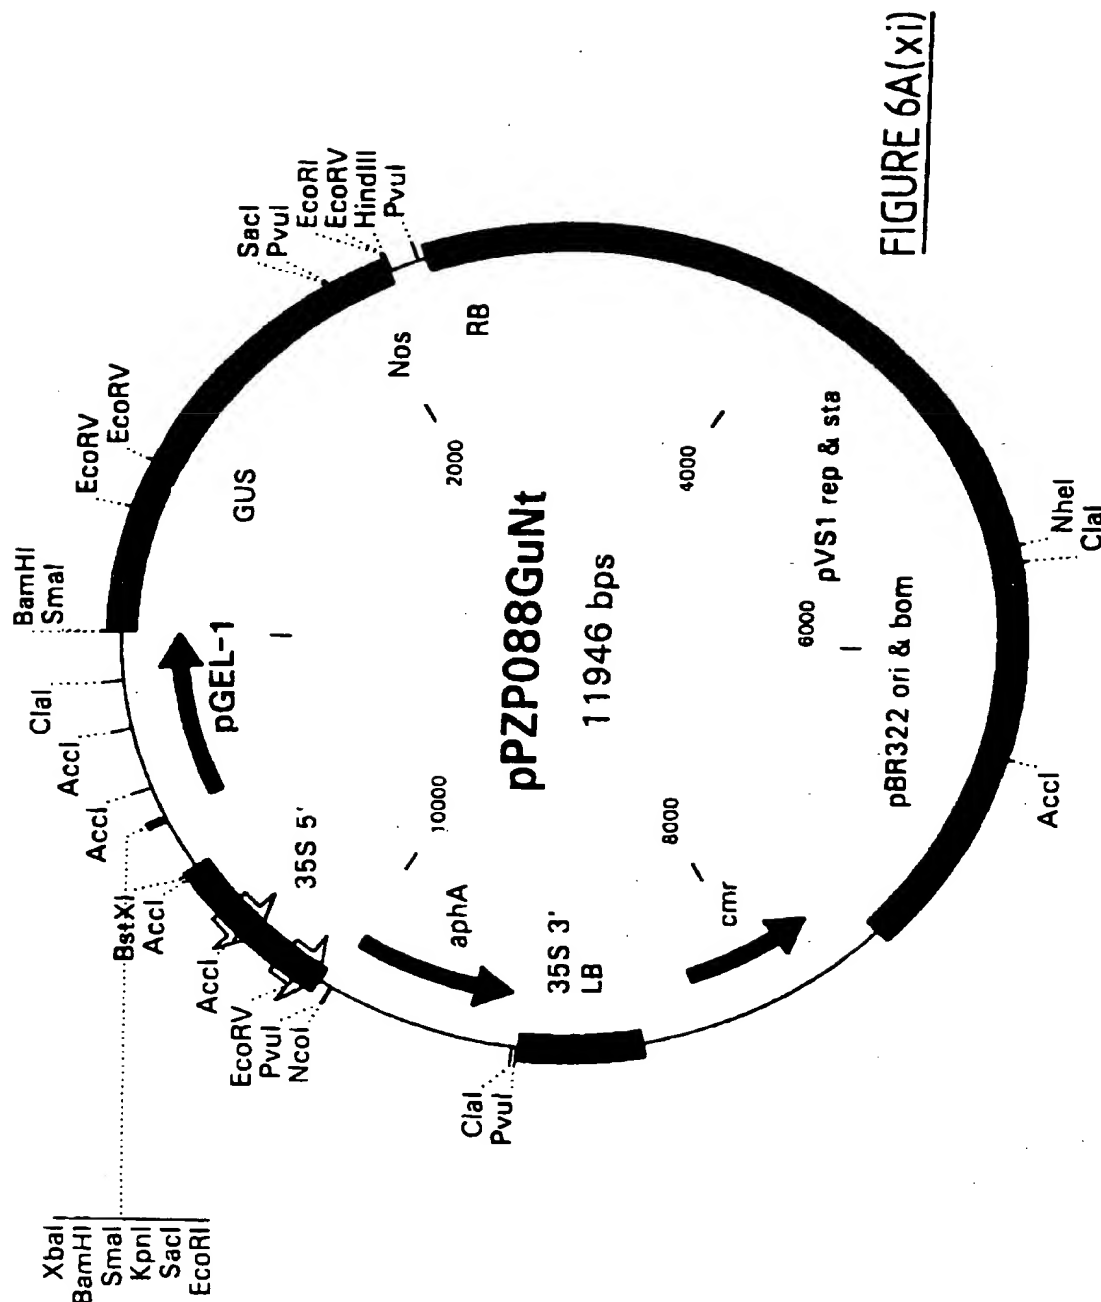 XbaI
BamHI
SmaI
KpnI
SacI
EcoRI
BstXI
AccI
AccI
EcoRV
PvuI
NcoI
ClaI
PvuI
AccI
AccI
ClaI
BamHI
SmaI
EcoRV
EcoRV
SacI
PvuI
EcoRI
EcoRV
HindIII
PvuI
NheI
ClaI
AccI
pGEL-1
GUS
Nos
RB
pVS1 rep & sta
pBR322 ori & bom
cmr
35S 3'
LB
aphA
35S 5'
2000
4000
6000
8000
10000
pPZP088GuNt
11946 bps
FIGURE 6A(xi)